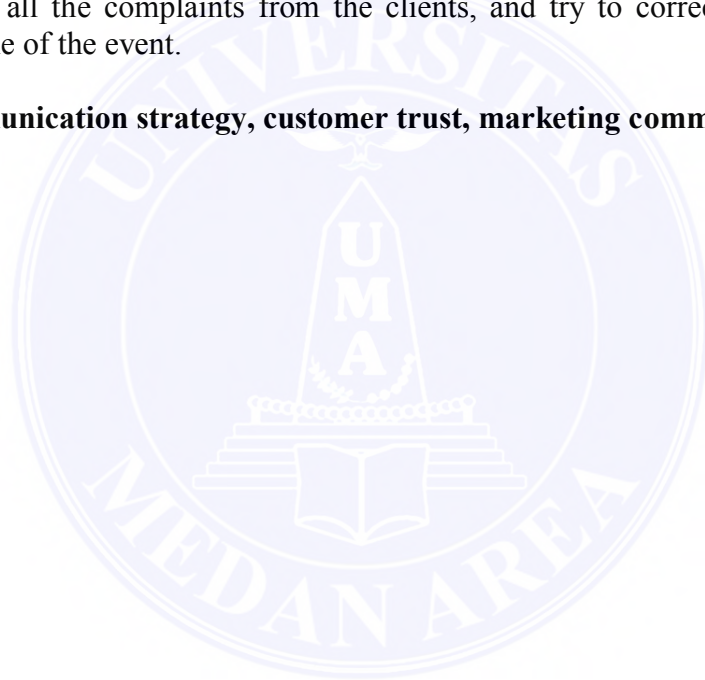 all the complaints from the clients, and try to correc
e of the event.
unication strategy, customer trust, marketing comm
UNIVERSITAS
U
M
A
MEDAN AREA